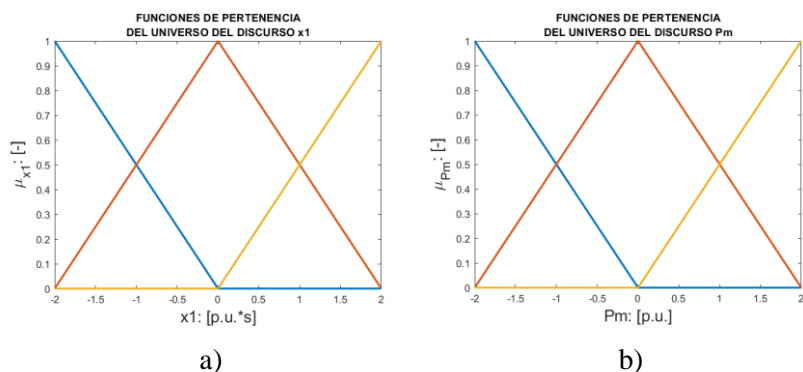 FUNCIONES DE PERTENENCIA
DEL UNIVERSO DEL DISCURSO x1
1
0.9
0.8
0.7
0.6
0.5
0.4
0.3
0.2
0.1
0
μx1: [-]
-2 -1.5 -1 -0.5 0 0.5 1 1.5 2
x1: [p.u.*s]
a)
FUNCIONES DE PERTENENCIA
DEL UNIVERSO DEL DISCURSO Pm
1
0.9
0.8
0.7
0.6
0.5
0.4
0.3
0.2
0.1
0
μPm: [-]
-2 -1.5 -1 -0.5 0 0.5 1 1.5 2
Pm: [p.u.]
b)